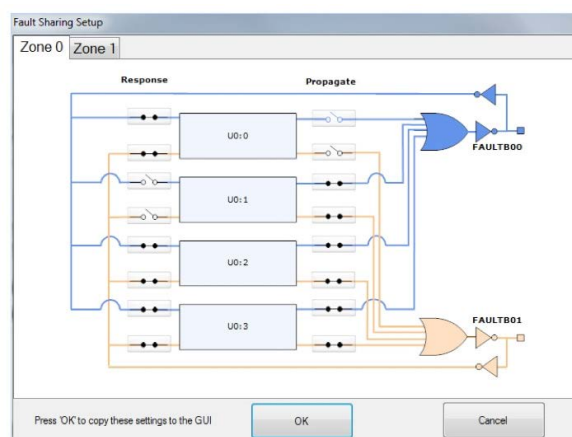 Fault Sharing Setup
Zone 0 Zone 1
Response Propagate
U0:0
FAULTB00
U0:1
U0:2
U0:3
FAULTB01
Press 'OK' to copy these settings to the GUI OK Cancel